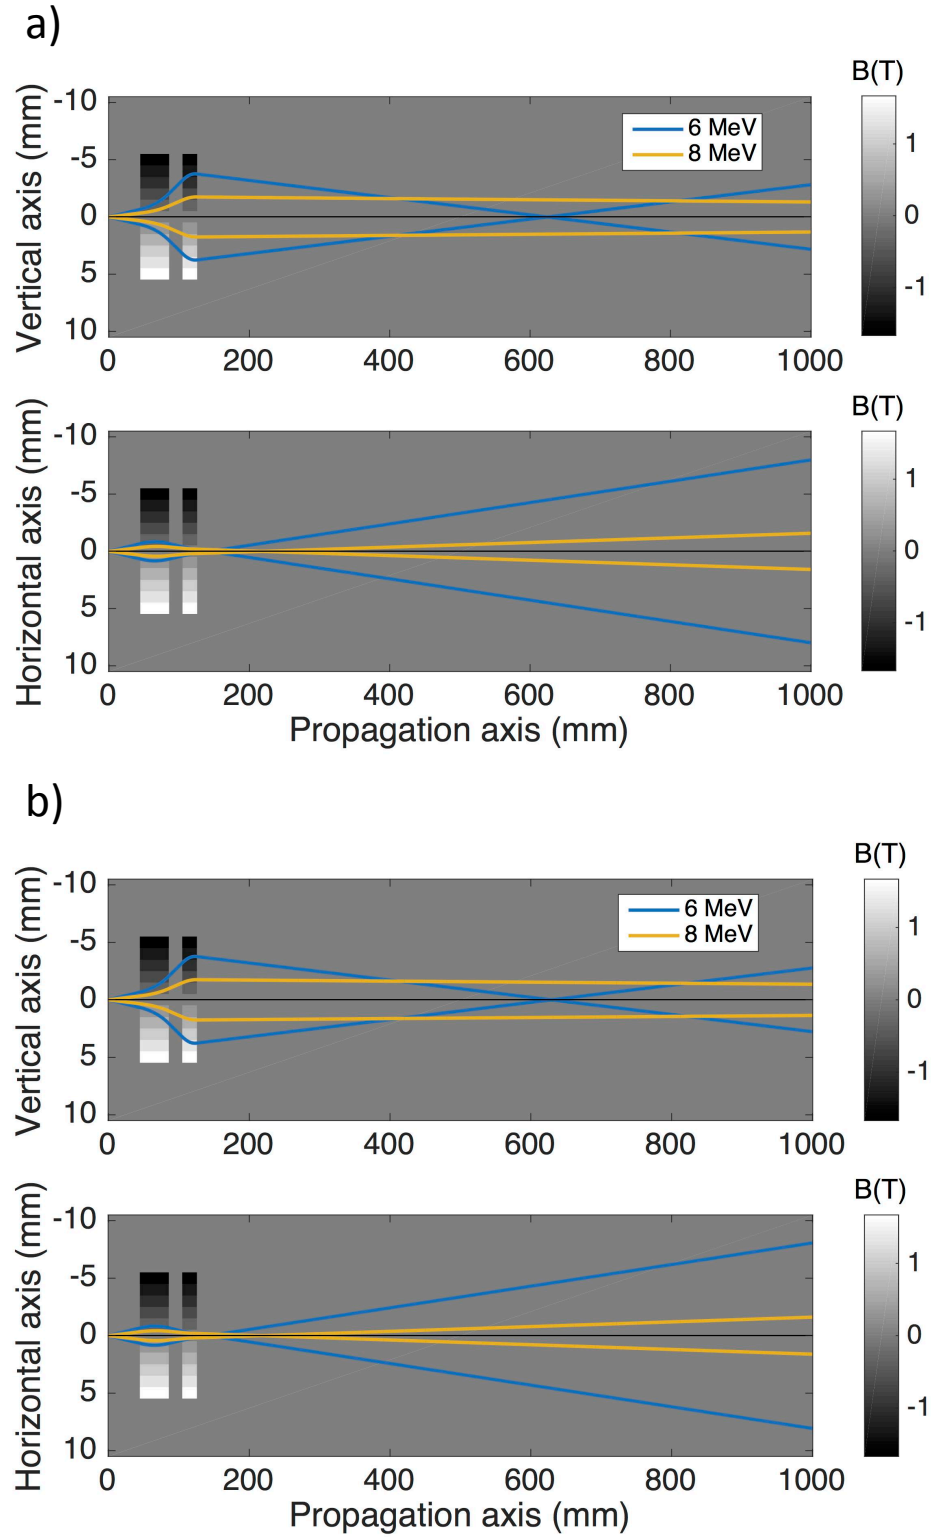 a)
B(T)
Vertical axis (mm)
-10
-5
0
5
10
6 MeV
8 MeV
1
0
-1
0 200 400 600 800 1000
B(T)
Horizontal axis (mm)
-10
-5
0
5
10
1
0
-1
0 200 400 600 800 1000
Propagation axis (mm)
b)
B(T)
Vertical axis (mm)
-10
-5
0
5
10
6 MeV
8 MeV
1
0
-1
0 200 400 600 800 1000
B(T)
Horizontal axis (mm)
-10
-5
0
5
10
1
0
-1
0 200 400 600 800 1000
Propagation axis (mm)